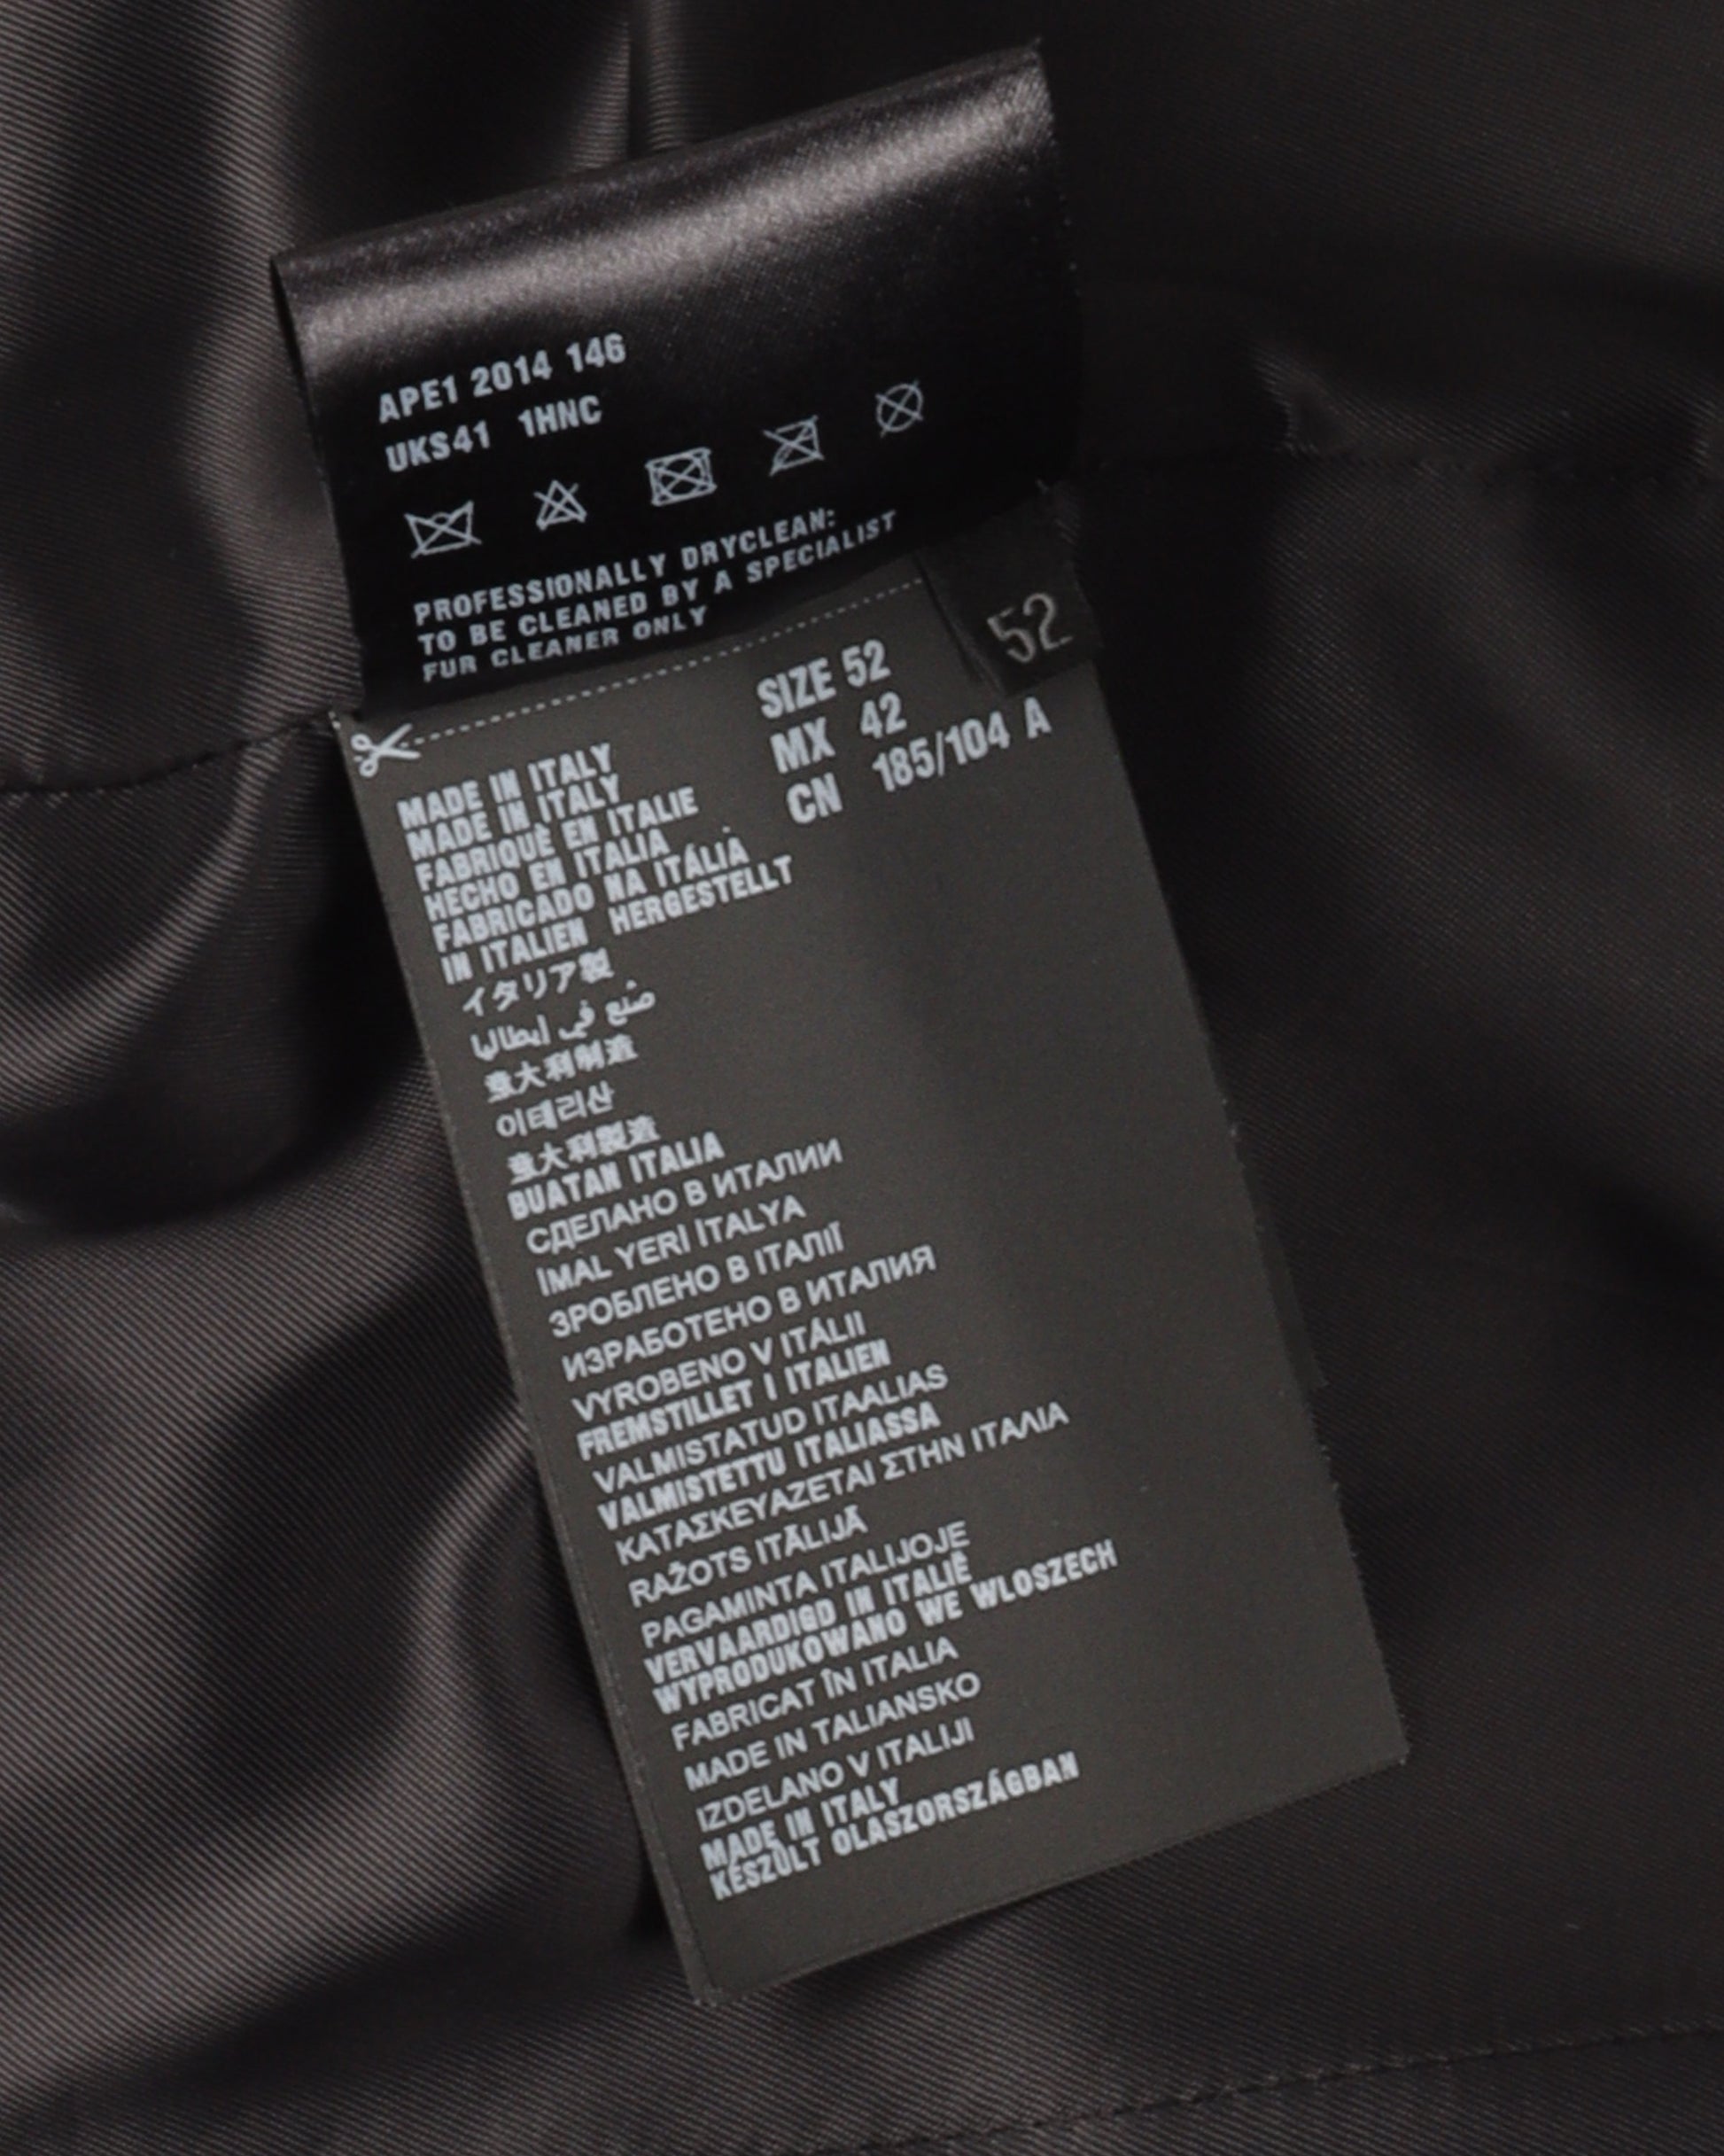 APE1 2014 146
UKS41 1HNC
PROFESSIONALLY DRYCLEAN:
TO BE CLEANED BY A SPECIALIST
FUR CLEANER ONLY
52
SIZE 52
MX 42
CN 185/104 A
MADE IN ITALY
MADE IN ITALY
FABRIQUÈ EN ITALIE
HECHO EN ITALIA
FABRICADO NA ITÁLIA
IN ITALIEN HERGESTELLT
イタリア製
صنع في إيطاليا
意大利制造
이태리산
意大利製造
BUATAN ITALIA
СДЕЛАНО В ИТАЛИИ
İMAL YERİ İTALYA
ЗРОБЛЕНО В ІТАЛІЇ
ИЗРАБОТЕНО В ИТАЛИЯ
VYROBENO V ITÁLII
FREMSTILLET I ITALIEN
VALMISTATUD ITAALIAS
VALMISTETTU ITALIASSA
ΚΑΤΑΣΚΕΥΑΖΕΤΑΙ ΣΤΗΝ ΙΤΑΛΙΑ
RAŽOTS ITĀLIJĀ
PAGAMINTA ITALIJOJE
VERVAARDIGD IN ITALIË
WYPRODUKOWANO WE WLOSZECH
FABRICAT ÎN ITALIA
MADE IN TALIANSKO
IZDELANO V ITALIJI
MADE IN ITALY
KÉSZÜLT OLASZORSZÁGBAN